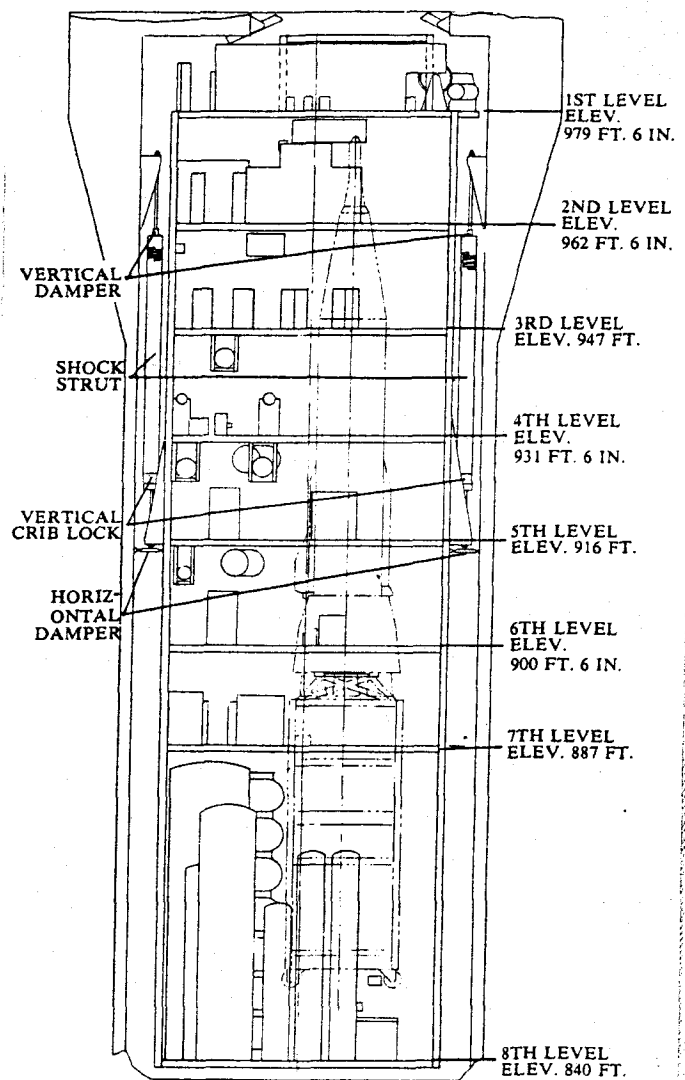 1ST LEVEL
ELEV.
979 FT. 6 IN.
2ND LEVEL
ELEV.
962 FT. 6 IN.
VERTICAL
DAMPER
3RD LEVEL
ELEV. 947 FT.
SHOCK
STRUT
4TH LEVEL
ELEV.
931 FT. 6 IN.
VERTICAL
CRIB LOCK
5TH LEVEL
ELEV. 916 FT.
HORIZ-
ONTAL
DAMPER
6TH LEVEL
ELEV.
900 FT. 6 IN.
7TH LEVEL
ELEV. 887 FT.
8TH LEVEL
ELEV. 840 FT.